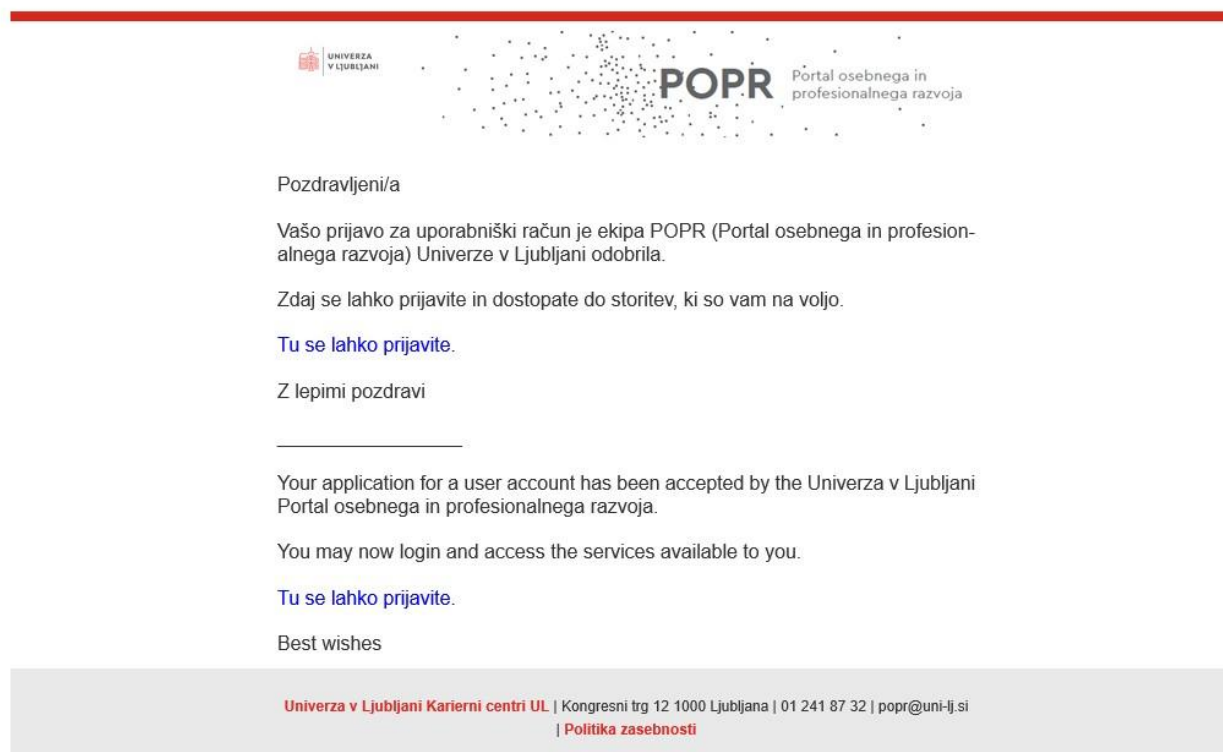 UNIVERZA
V LJUBLJANI
POPR
Portal osebnega in
profesionalnega razvoja
Pozdravljeni/a
Vašo prijavo za uporabniški račun je ekipa POPR (Portal osebnega in profesion-
alnega razvoja) Univerze v Ljubljani odobrila.
Zdaj se lahko prijavite in dostopate do storitev, ki so vam na voljo.
Tu se lahko prijavite.
Z lepimi pozdravi
_________________
Your application for a user account has been accepted by the Univerza v Ljubljani
Portal osebnega in profesionalnega razvoja.
You may now login and access the services available to you.
Tu se lahko prijavite.
Best wishes
Univerza v Ljubljani Karierni centri UL | Kongresni trg 12 1000 Ljubljana | 01 241 87 32 | popr@uni-lj.si
| Politika zasebnosti